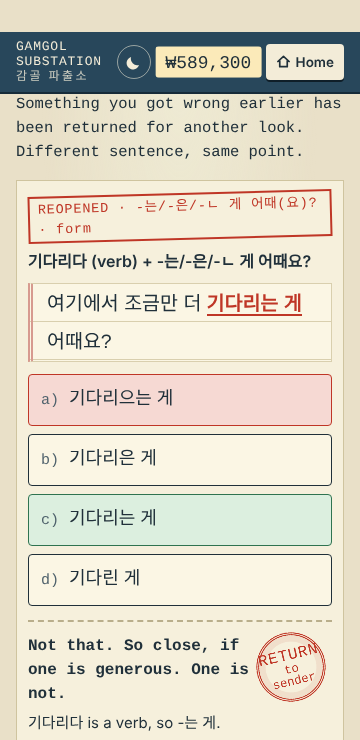 GAMGOL
SUBSTATION
감골 파출소
₩589,300
Home
Something you got wrong earlier has
been returned for another look.
Different sentence, same point.
REOPENED · -는/-은/-ㄴ 게 어때(요)?
· form
기다리다 (verb) + -는/-은/-ㄴ 게 어때요?
여기에서 조금만 더 기다리는 게
어때요?
a) 기다리으는 게
b) 기다리은 게
c) 기다리는 게
d) 기다린 게
Not that. So close, if
one is generous. One is
not.
RETURN
to
sender
기다리다 is a verb, so -는 게.